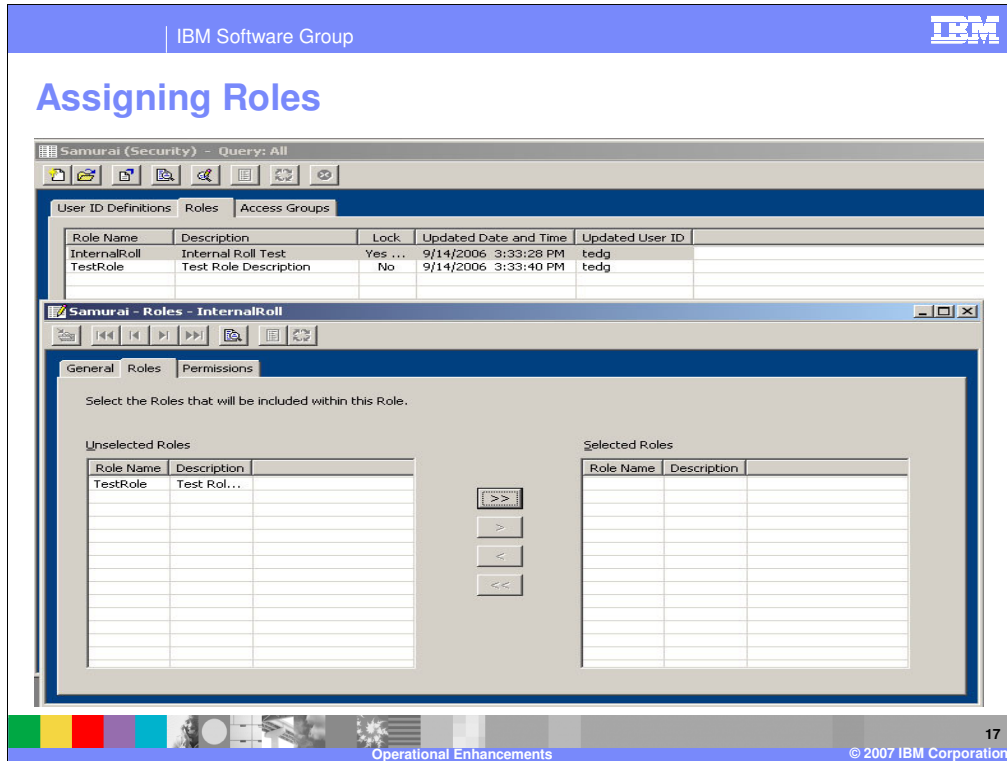 IBM Software Group
IBM
Assigning Roles
Samurai (Security) - Query: All
User ID Definitions Roles Access Groups
Role Name Description Lock Updated Date and Time Updated User ID
InternalRoll Internal Roll Test Yes ... 9/14/2006 3:33:28 PM tedg
TestRole Test Role Description No 9/14/2006 3:33:40 PM tedg
Samurai - Roles - InternalRoll
General Roles Permissions
Select the Roles that will be included within this Role.
Unselected Roles Selected Roles
Role Name Description Role Name Description
TestRole Test Rol...
>>
>
<
<<
17
Operational Enhancements © 2007 IBM Corporation